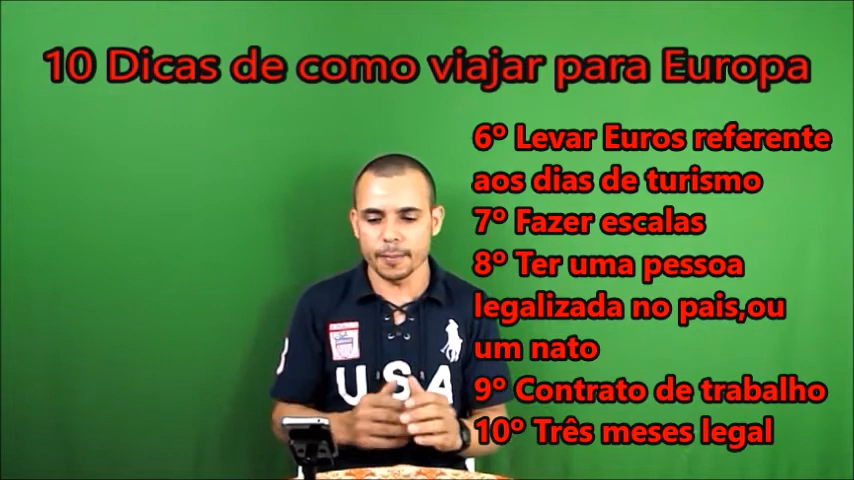 10 Dicas de como viajar para Europa
6º Levar Euros referente
aos dias de turismo
7º Fazer escalas
8º Ter uma pessoa
legalizada no pais,ou
um nato
9º Contrato de trabalho
10º Três meses legal
USA